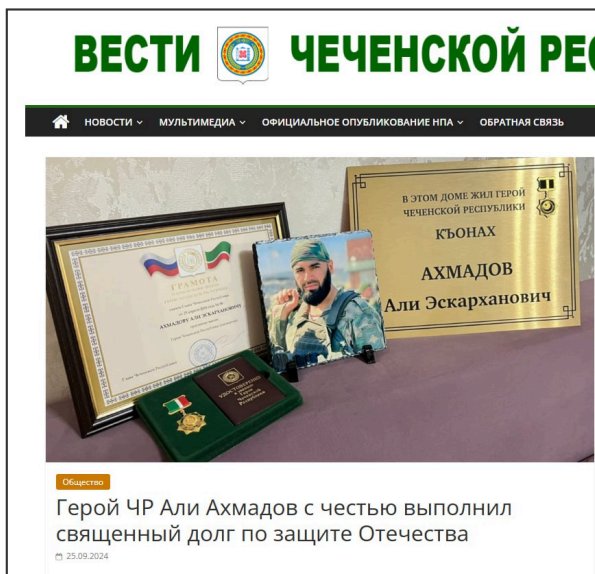 ВЕСТИ ЧЕЧЕНСКОЙ РЕС
НОВОСТИ МУЛЬТИМЕДИА ОФИЦИАЛЬНОЕ ОПУБЛИКОВАНИЕ НПА ОБРАТНАЯ СВЯЗЬ
В ЭТОМ ДОМЕ ЖИЛ ГЕРОЙ
ЧЕЧЕНСКОЙ РЕСПУБЛИКИ
КЪОНАХ
АХМАДОВ
Али Эскарханович
ГРАМОТА
АХМАДОВУ АЛИ ЭСКАРХАНОВИЧУ
УДОСТОВЕРЕНИЕ
Общество
Герой ЧР Али Ахмадов с честью выполнил
священный долг по защите Отечества
25.09.2024